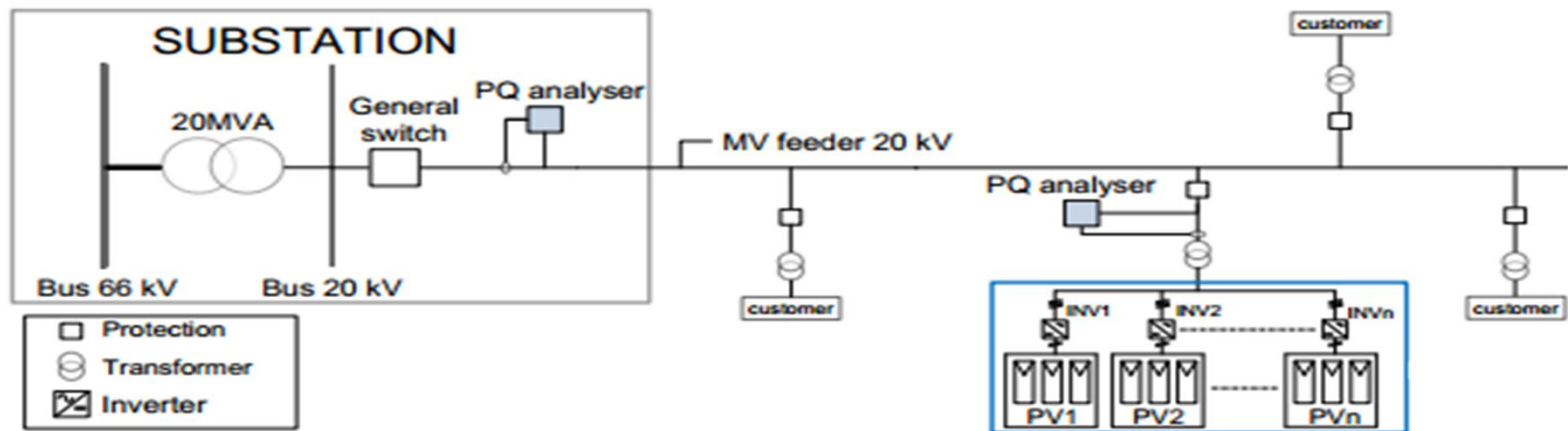 SUBSTATION
20MVA
General
switch
PQ analyser
Bus 66 kV
Bus 20 kV
MV feeder 20 kV
customer
PQ analyser
customer
customer
INV1
INV2
INVn
PV1
PV2
PVn
Protection
Transformer
Inverter